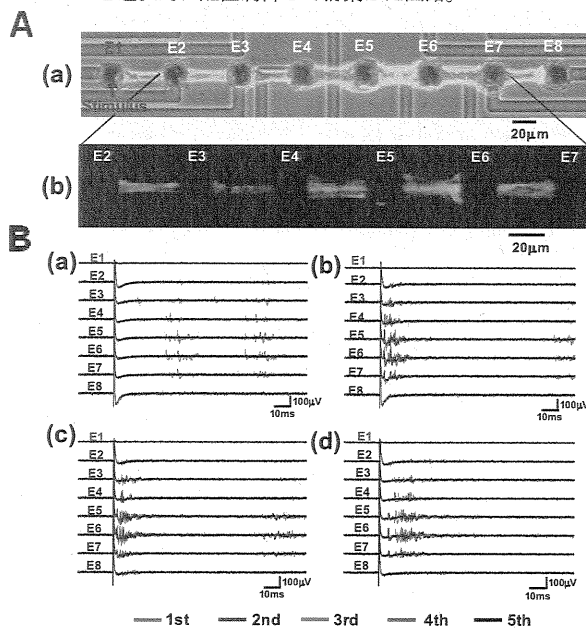 A
(a)
E1 E2 E3 E4 E5 E6 E7 E8
Stimulus
20μm
(b)
E2 E3 E4 E5 E6 E7
20μm
B
(a)
E1
E2
E3
E4
E5
E6
E7
E8
100μV
10ms
(b)
E1
E2
E3
E4
E5
E6
E7
E8
100μV
10ms
(c)
E1
E2
E3
E4
E5
E6
E7
E8
100μV
10ms
(d)
E1
E2
E3
E4
E5
E6
E7
E8
100μV
10ms
1st 2nd 3rd 4th 5th